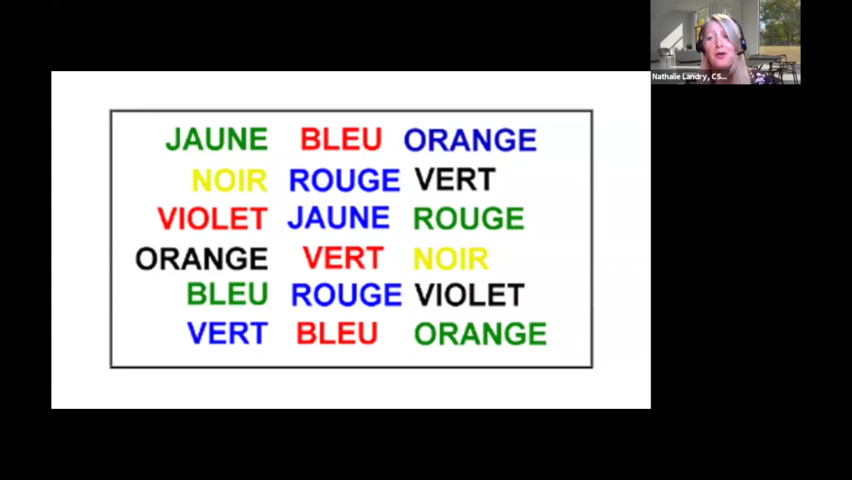 JAUNE BLEU ORANGE
NOIR ROUGE VERT
VIOLET JAUNE ROUGE
ORANGE VERT NOIR
BLEU ROUGE VIOLET
VERT BLEU ORANGE
Nathalie Landry, CS...